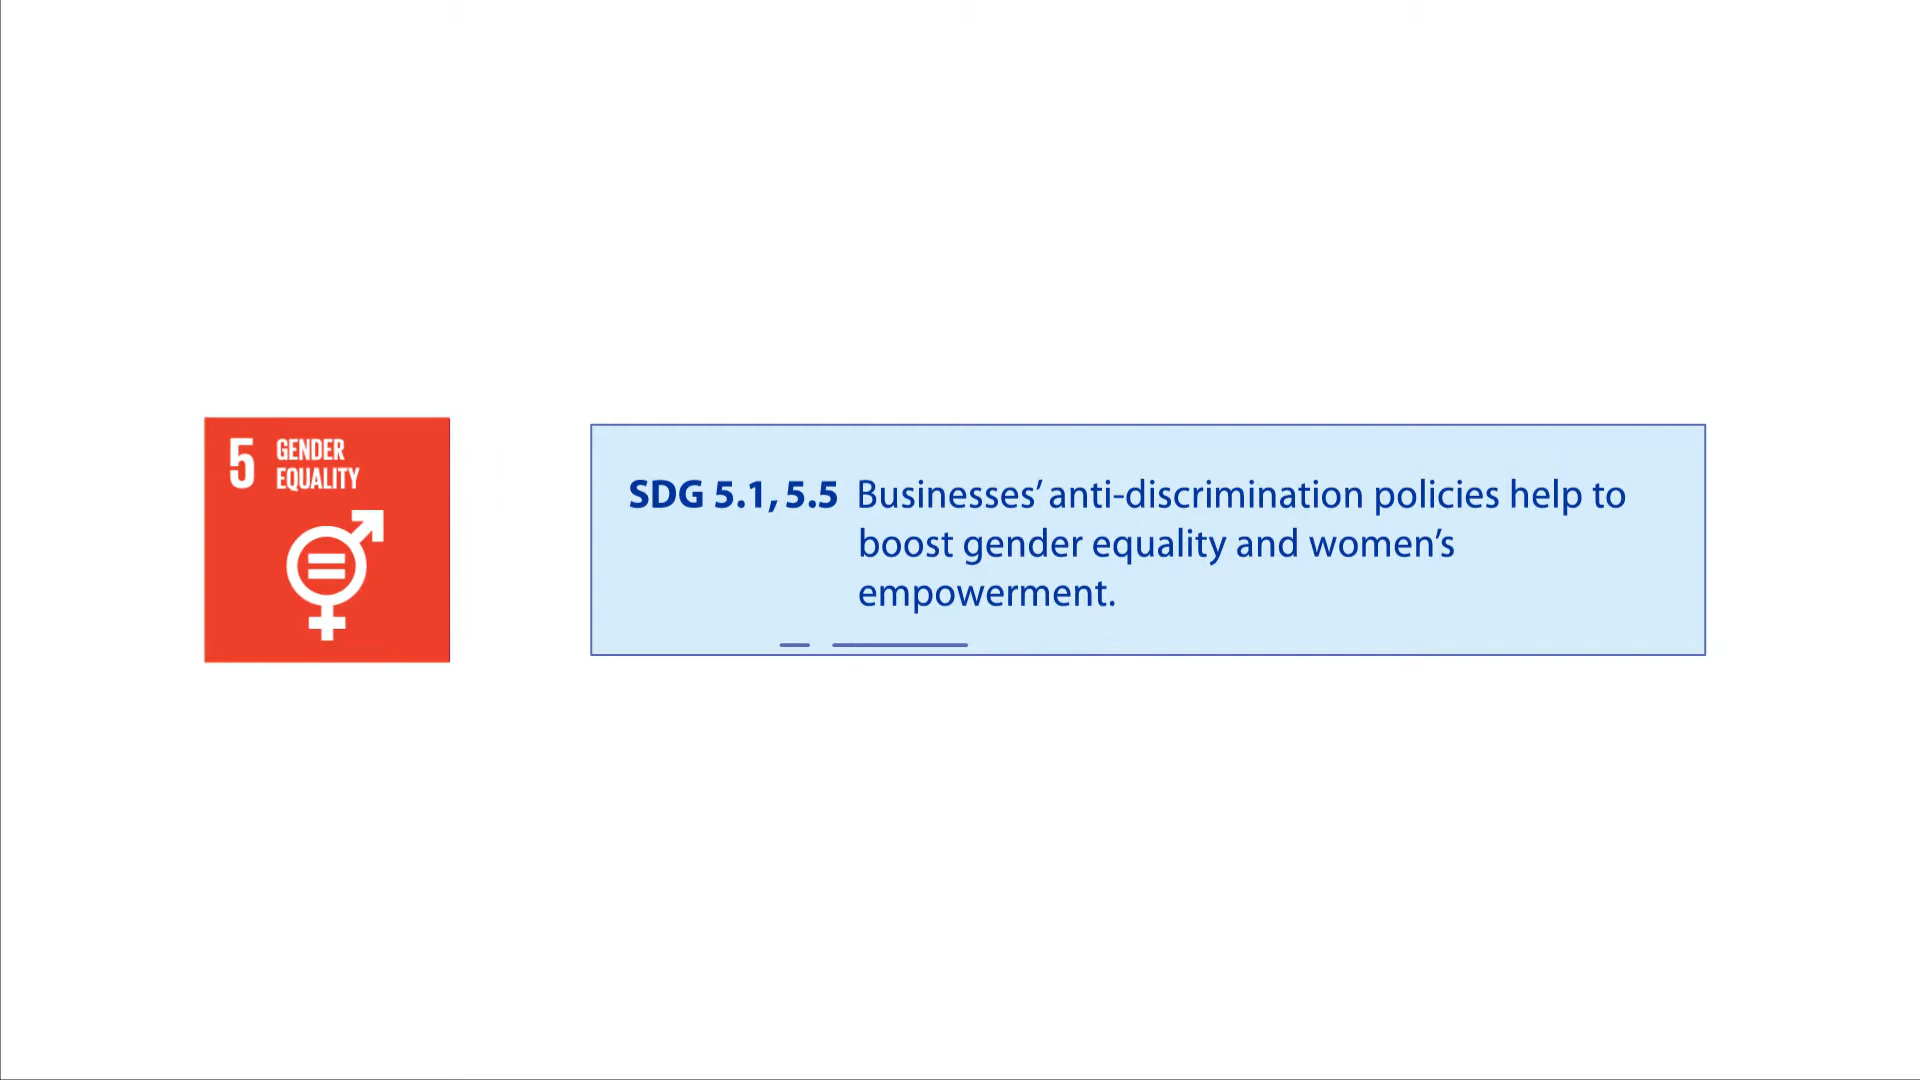 5 GENDER
EQUALITY
SDG 5.1, 5.5 Businesses’ anti-discrimination policies help to
boost gender equality and women’s
empowerment.